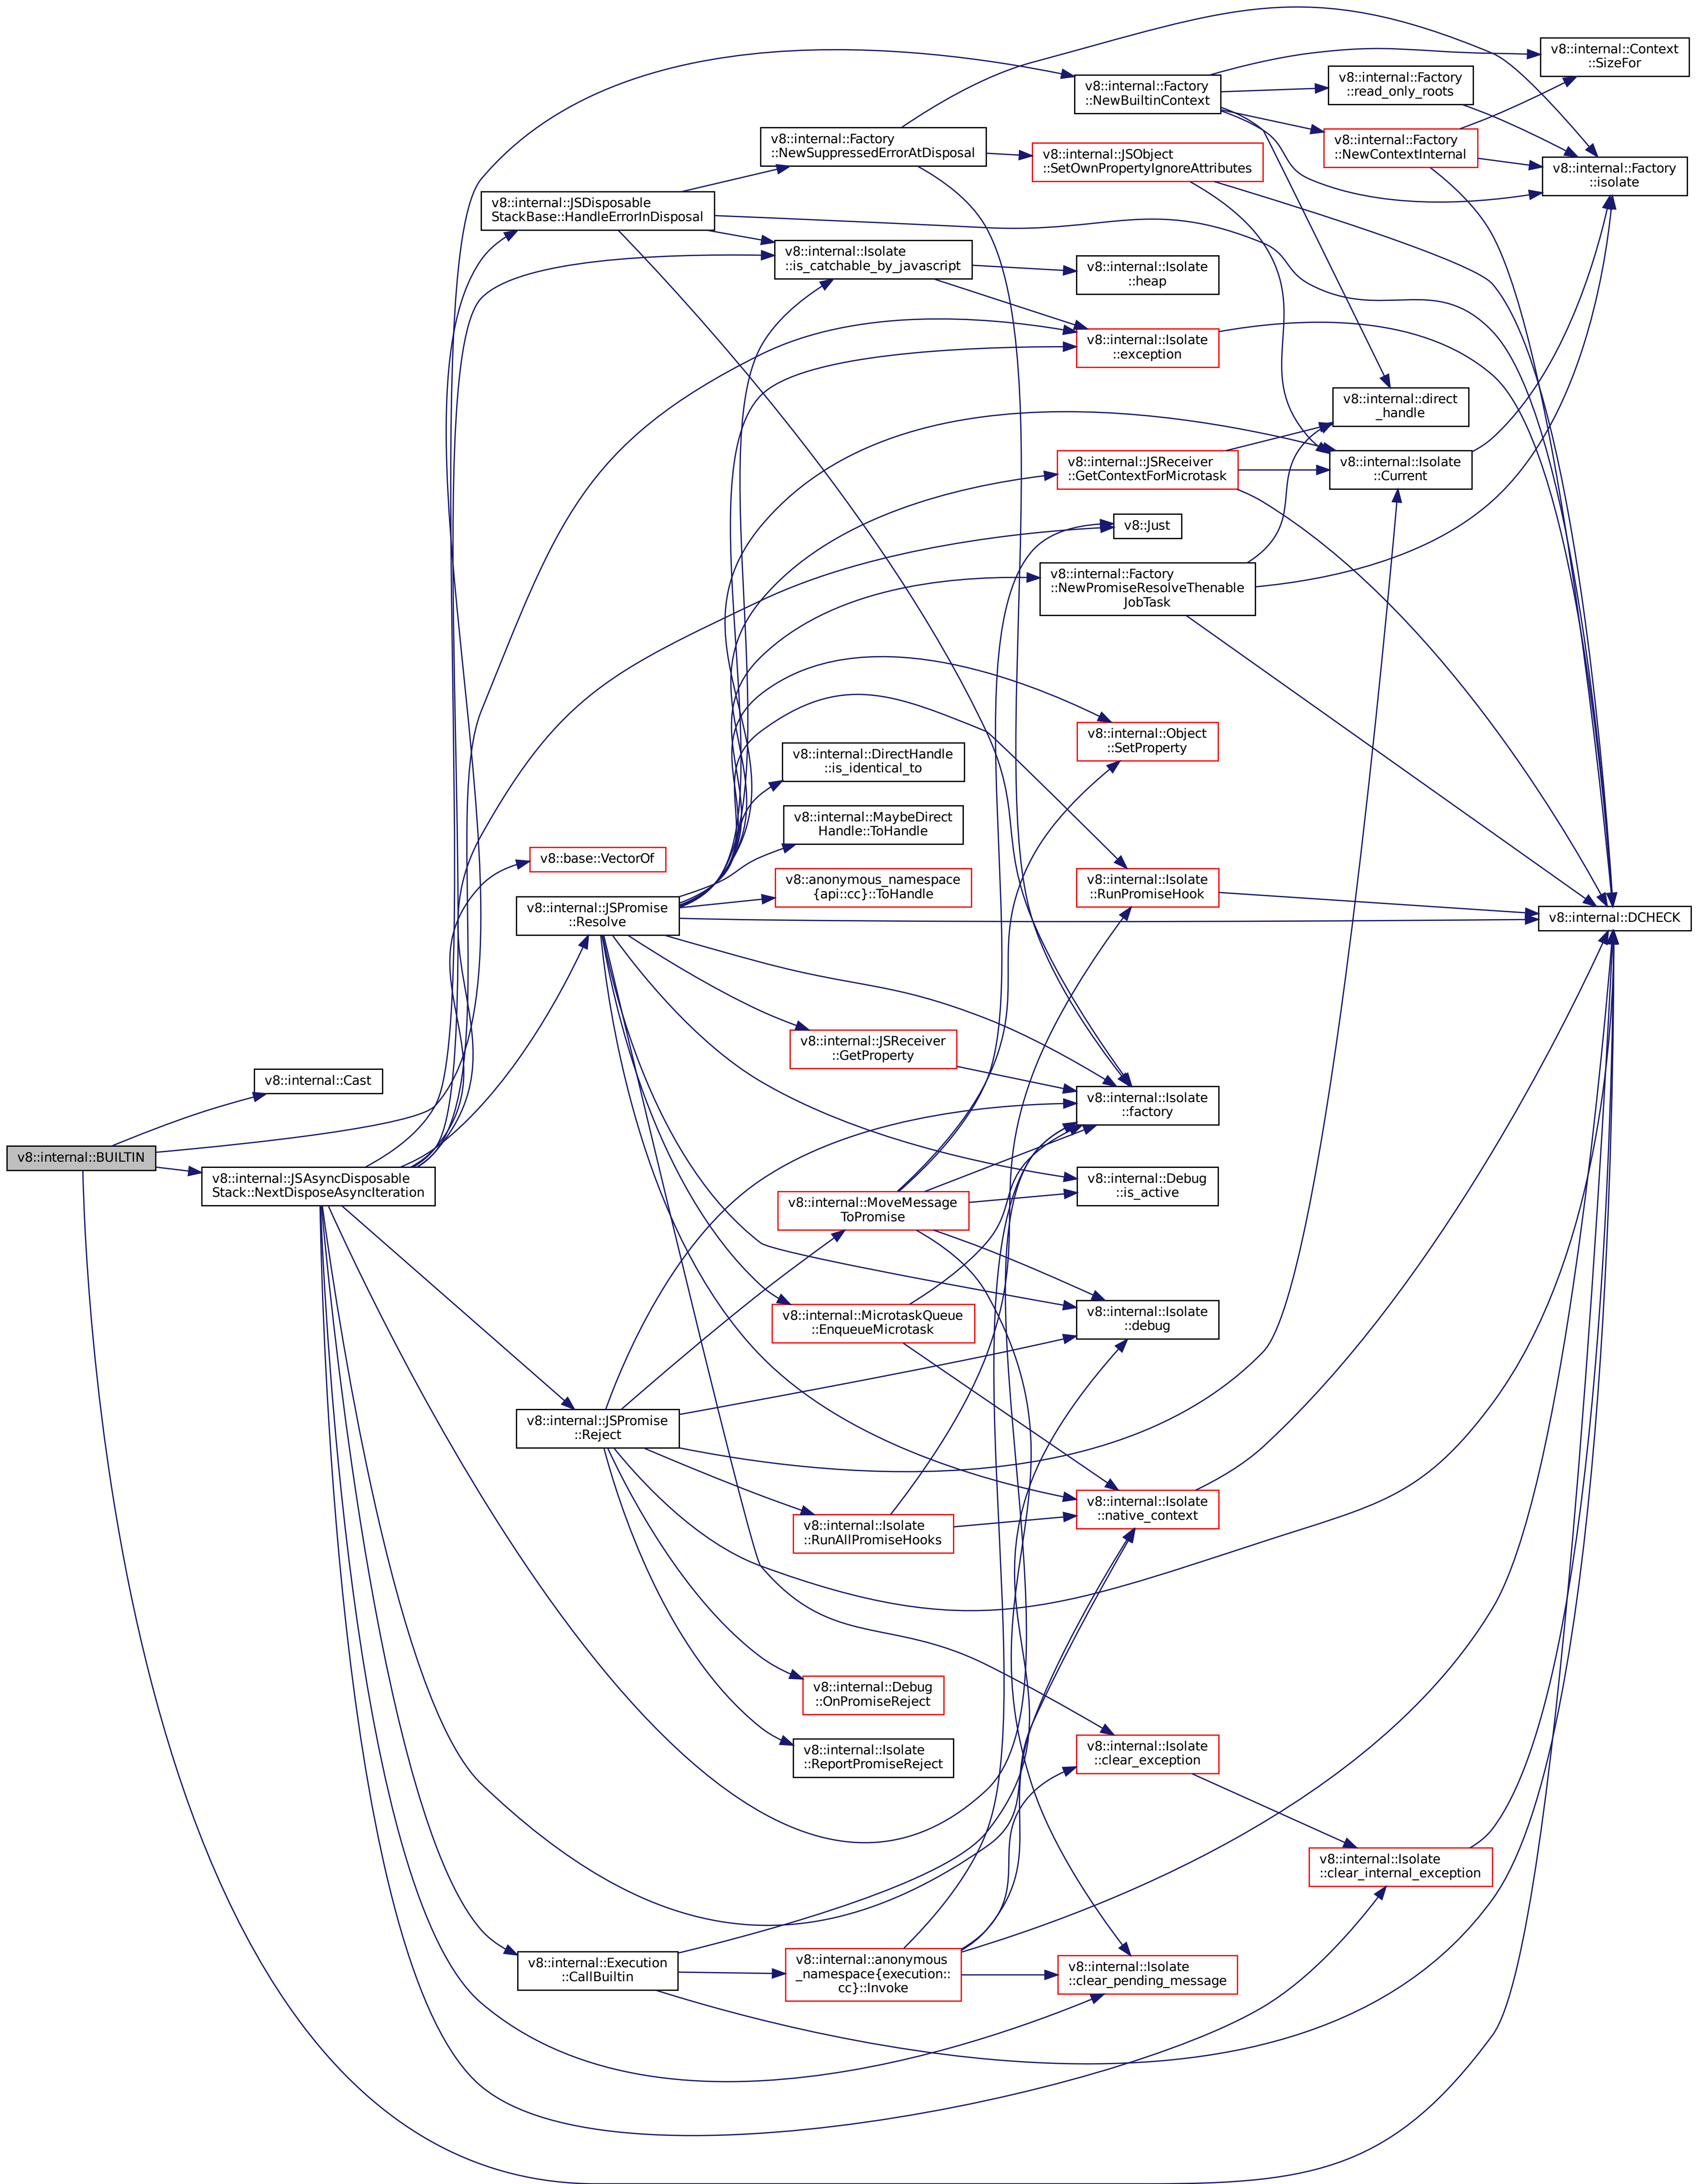 v8::internal::Context
::SizeFor
v8::internal::Factory
::NewBuiltinContext
v8::internal::Factory
::read_only_roots
v8::internal::Factory
::NewSuppressedErrorAtDisposal
v8::internal::Factory
::NewContextInternal
v8::internal::JSObject
::SetOwnPropertyIgnoreAttributes
v8::internal::Factory
::isolate
v8::internal::JSDisposable
StackBase::HandleErrorInDisposal
v8::internal::Isolate
::is_catchable_by_javascript
v8::internal::Isolate
::heap
v8::internal::Isolate
::exception
v8::internal::direct
_handle
v8::internal::JSReceiver
::GetContextForMicrotask
v8::internal::Isolate
::Current
v8::Just
v8::internal::Factory
::NewPromiseResolveThenable
JobTask
v8::internal::Object
::SetProperty
v8::internal::DirectHandle
::is_identical_to
v8::internal::MaybeDirect
Handle::ToHandle
v8::base::VectorOf
v8::anonymous_namespace
{api::cc}::ToHandle
v8::internal::Isolate
::RunPromiseHook
v8::internal::JSPromise
::Resolve
v8::internal::DCHECK
v8::internal::JSReceiver
::GetProperty
v8::internal::Cast
v8::internal::Isolate
::factory
v8::internal::BUILTIN
v8::internal::JSAsyncDisposable
Stack::NextDisposeAsyncIteration
v8::internal::Debug
::is_active
v8::internal::MoveMessage
ToPromise
v8::internal::MicrotaskQueue
::EnqueueMicrotask
v8::internal::Isolate
::debug
v8::internal::JSPromise
::Reject
v8::internal::Isolate
::native_context
v8::internal::Isolate
::RunAllPromiseHooks
v8::internal::Debug
::OnPromiseReject
v8::internal::Isolate
::ReportPromiseReject
v8::internal::Isolate
::clear_exception
v8::internal::Isolate
::clear_internal_exception
v8::internal::Execution
::CallBuiltin
v8::internal::anonymous
_namespace{execution::
cc}::Invoke
v8::internal::Isolate
::clear_pending_message